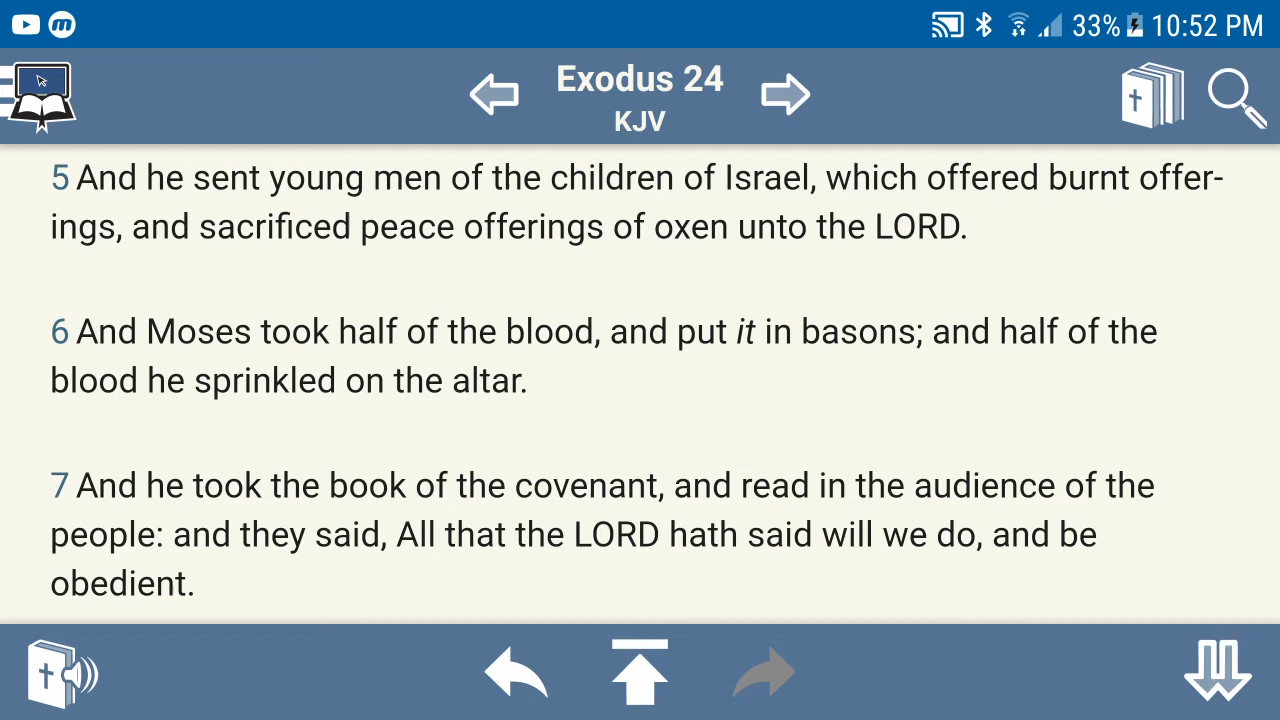 33% 10:52 PM
Exodus 24
KJV
5 And he sent young men of the children of Israel, which offered burnt offer-
ings, and sacrificed peace offerings of oxen unto the LORD.
6 And Moses took half of the blood, and put it in basons; and half of the
blood he sprinkled on the altar.
7 And he took the book of the covenant, and read in the audience of the
people: and they said, All that the LORD hath said will we do, and be
obedient.